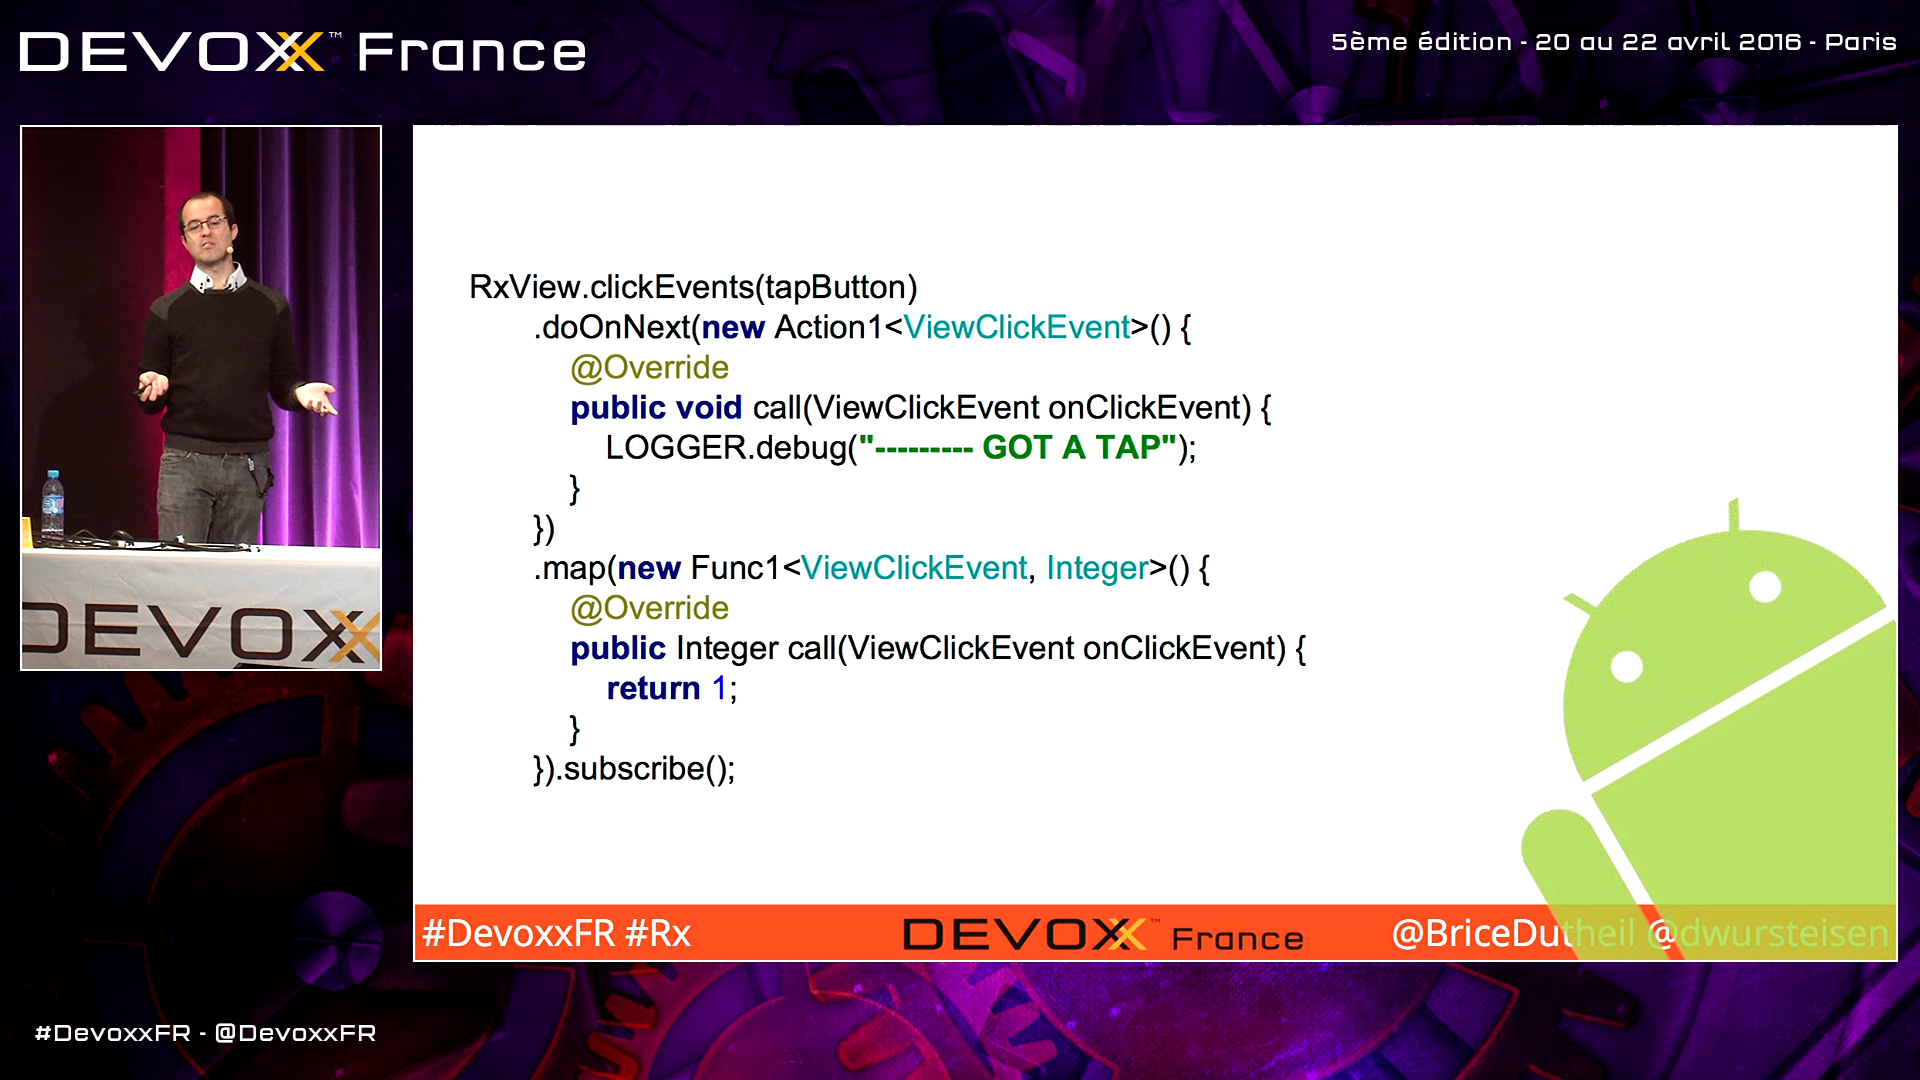 DEVOXX™ France
5ème édition - 20 au 22 avril 2016 - Paris
DEVOXX
RxView.clickEvents(tapButton)
.doOnNext(new Action1<ViewClickEvent>() {
@Override
public void call(ViewClickEvent onClickEvent) {
LOGGER.debug("--------- GOT A TAP");
}
})
.map(new Func1<ViewClickEvent, Integer>() {
@Override
public Integer call(ViewClickEvent onClickEvent) {
return 1;
}
}).subscribe();
#DevoxxFR #Rx
DEVOXX™ France
@BriceDutheil @dwursteisen
#DevoxxFR - @DevoxxFR